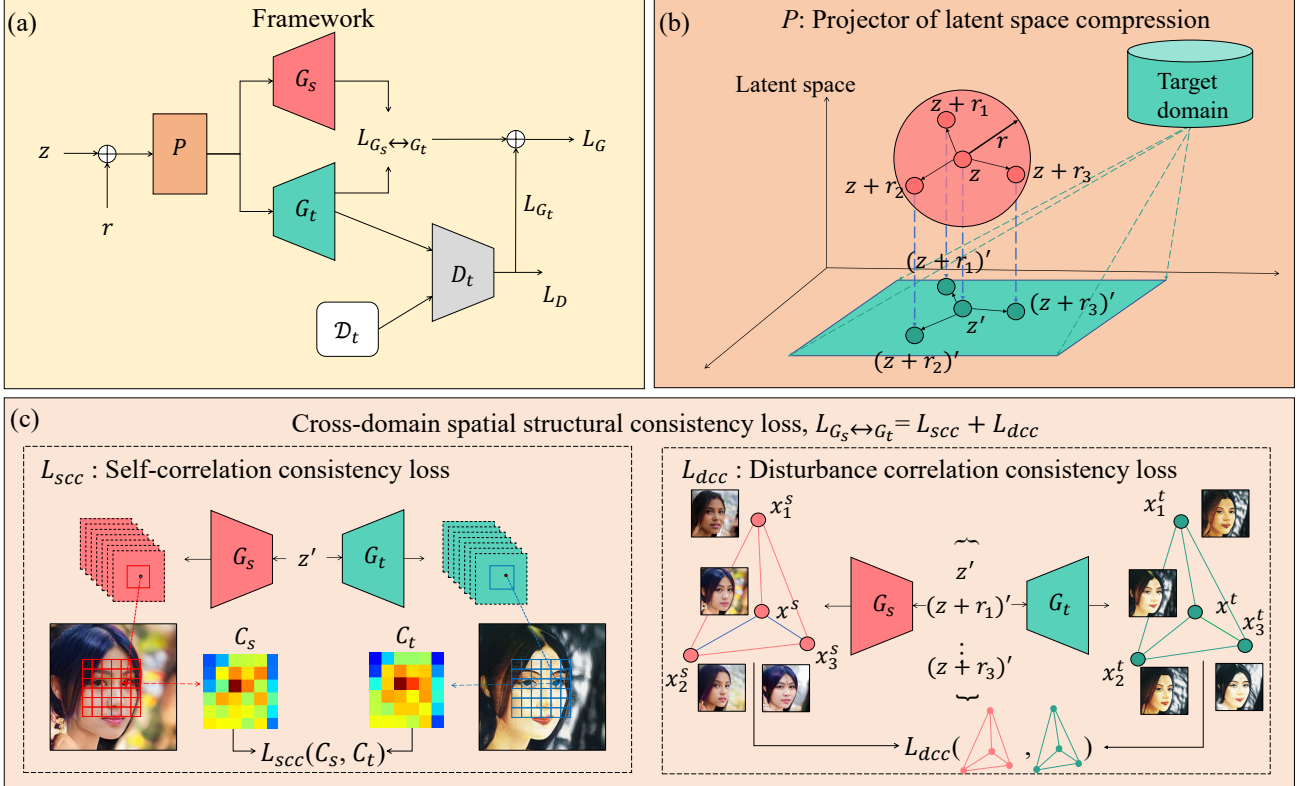 (a)
Framework
z
r
P
G_s
G_t
L_{G_s↔G_t}
L_G
L_{G_t}
D_t
L_D
𝒟_t
(b)
P: Projector of latent space compression
Latent space
Target
domain
z + r_1
r
z
z + r_2
z + r_3
(z + r_1)′
z′
(z + r_3)′
(z + r_2)′
(c)
Cross-domain spatial structural consistency loss, L_{G_s↔G_t} = L_{scc} + L_{dcc}
L_{scc} : Self-correlation consistency loss
G_s
z′
G_t
C_s
C_t
L_{scc}(C_s, C_t)
L_{dcc} : Disturbance correlation consistency loss
x_1^s
x^s
x_2^s
x_3^s
G_s
{
z′
(z + r_1)′
⋮
(z + r_3)′
}
G_t
x_1^t
x^t
x_2^t
x_3^t
L_{dcc}( , )